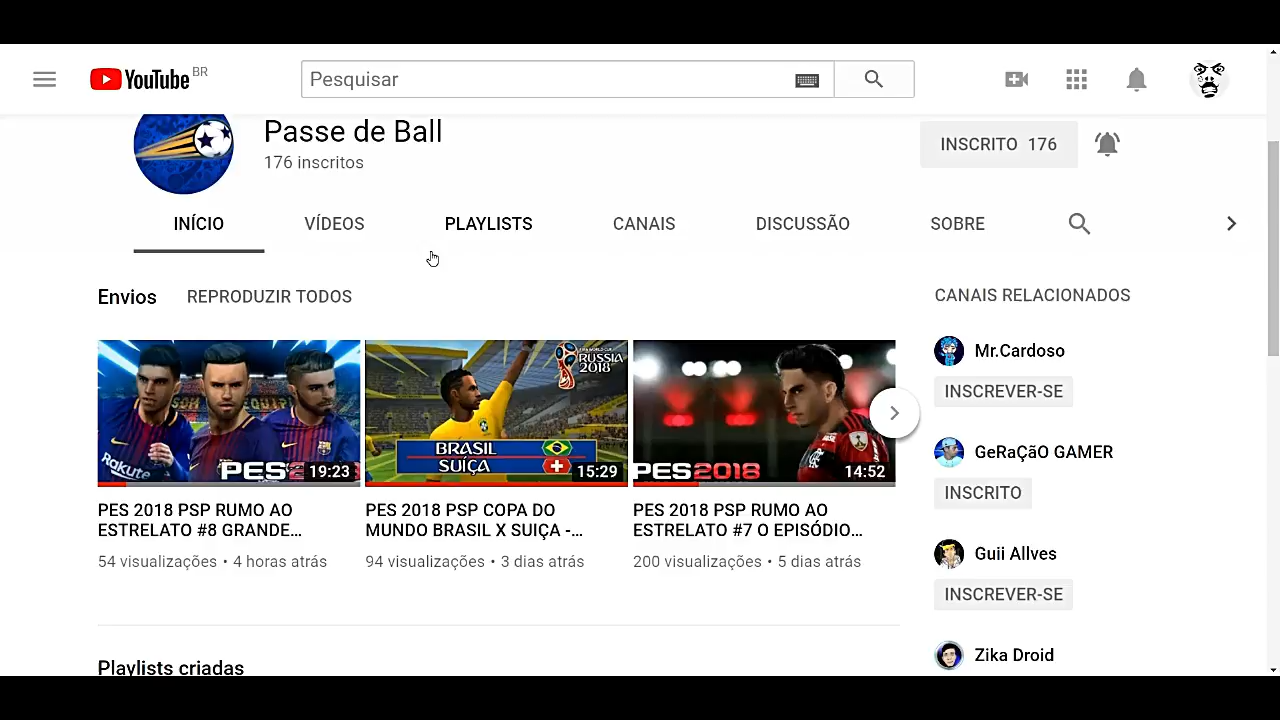 YouTube BR
Pesquisar
Passe de Ball
176 inscritos
INSCRITO 176
INÍCIO
VÍDEOS
PLAYLISTS
CANAIS
DISCUSSÃO
SOBRE
Envios
REPRODUZIR TODOS
Rakute
PES 2
19:23
PES 2018 PSP RUMO AO
ESTRELATO #8 GRANDE...
54 visualizações • 4 horas atrás
RUSSIA
2018
BRASIL
SUIÇA
15:29
PES 2018 PSP COPA DO
MUNDO BRASIL X SUIÇA -...
94 visualizações • 3 dias atrás
PES2018
14:52
PES 2018 PSP RUMO AO
ESTRELATO #7 O EPISÓDIO...
200 visualizações • 5 dias atrás
CANAIS RELACIONADOS
Mr.Cardoso
INSCREVER-SE
GeRaÇãO GAMER
INSCRITO
Guii Allves
INSCREVER-SE
Zika Droid
Playlists criadas